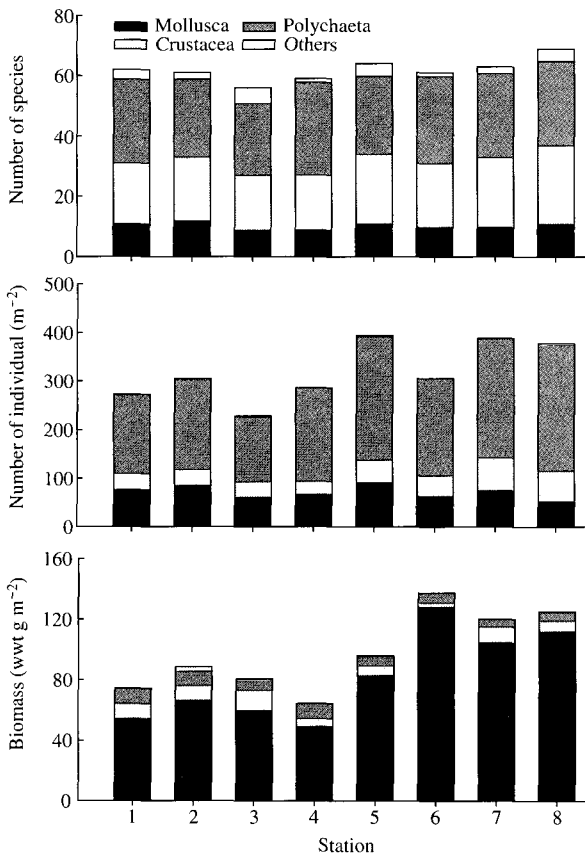 80
60
40
20
0
Number of species
Mollusca
Polychaeta
Crustacea
Others
500
400
300
200
100
0
Number of individual (m⁻²)
160
120
80
40
0
Biomass (wwt g m⁻²)
1 2 3 4 5 6 7 8
Station